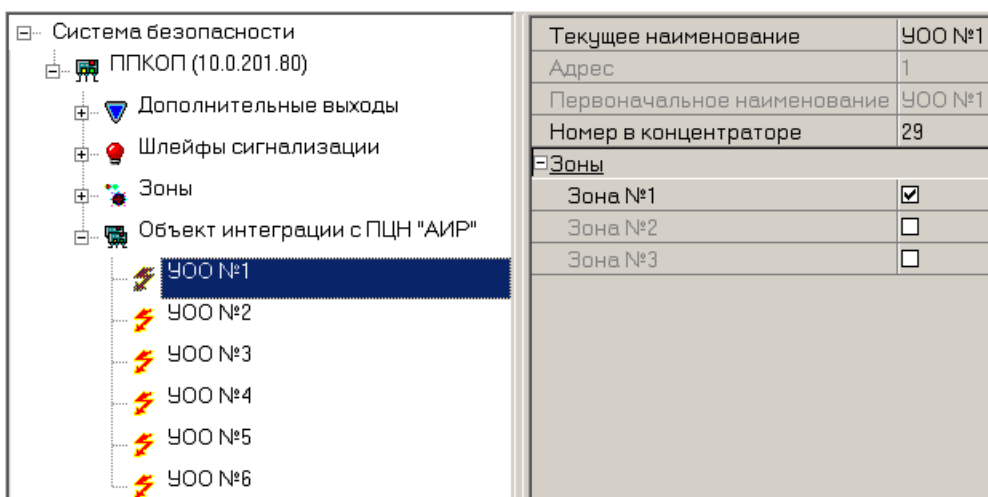 Система безопасности
ППКОП (10.0.201.80)
Дополнительные выходы
Шлейфы сигнализации
Зоны
Объект интеграции с ПЦН "АИР"
УОО №1
УОО №2
УОО №3
УОО №4
УОО №5
УОО №6
Текущее наименование УОО №1
Адрес 1
Первоначальное наименование УОО №1
Номер в концентраторе 29
Зоны
Зона №1
Зона №2
Зона №3